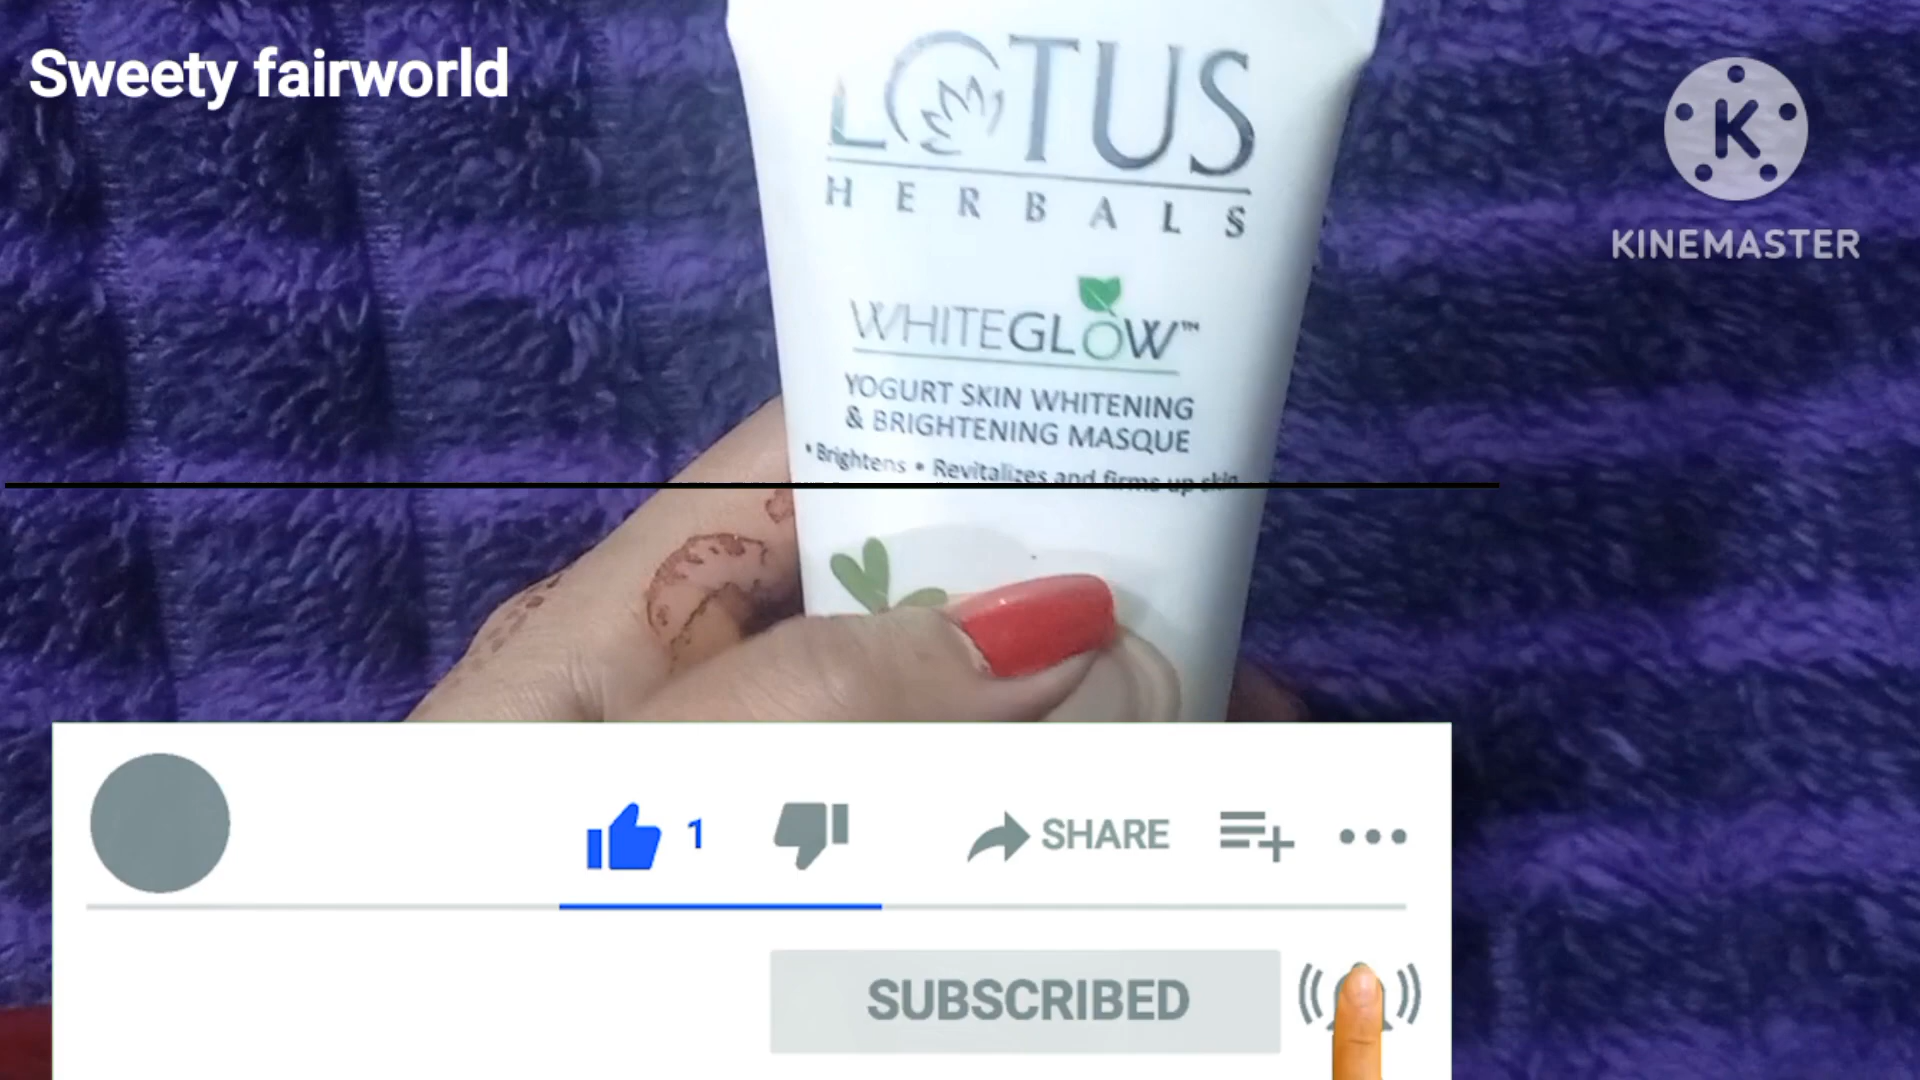 Sweety fairworld
LOTUS
HERBALS
WHITEGLOW™
YOGURT SKIN WHITENING
& BRIGHTENING MASQUE
• Brightens • Revitalizes and firms up skin
K
KINEMASTER
1
SHARE
SUBSCRIBED